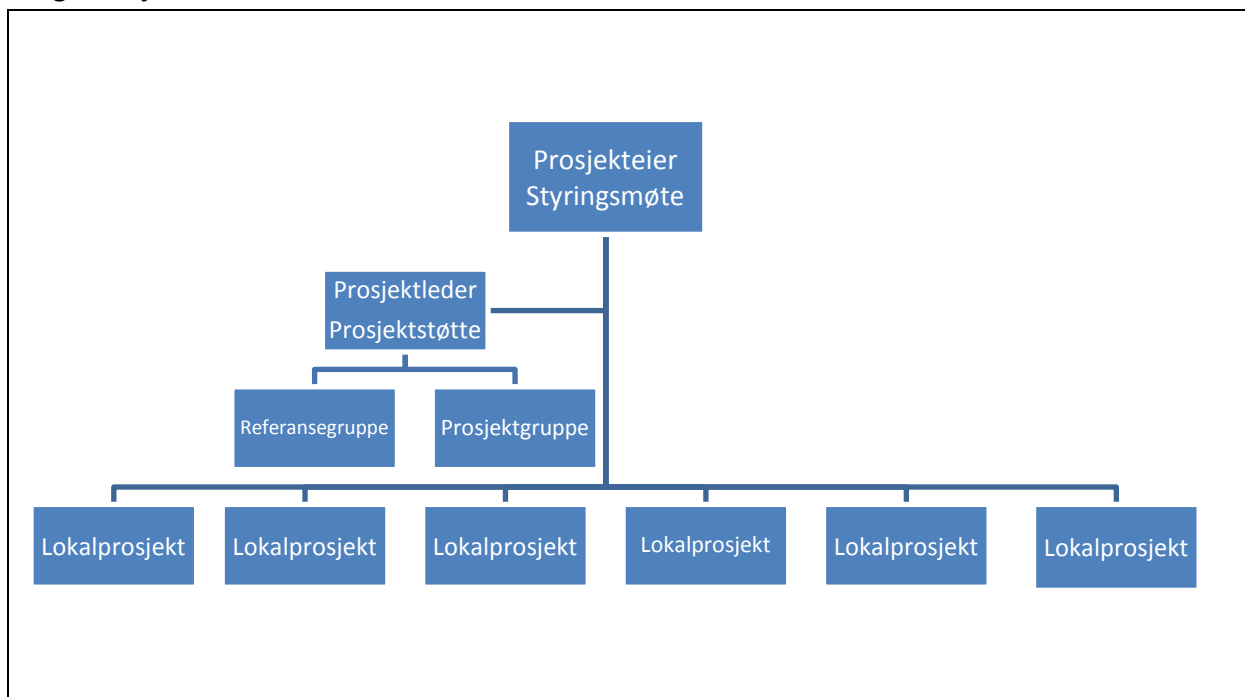 Prosjekteier
Styringsmøte
Prosjektleder
Prosjektstøtte
Referansegruppe
Prosjektgruppe
Lokalprosjekt
Lokalprosjekt
Lokalprosjekt
Lokalprosjekt
Lokalprosjekt
Lokalprosjekt